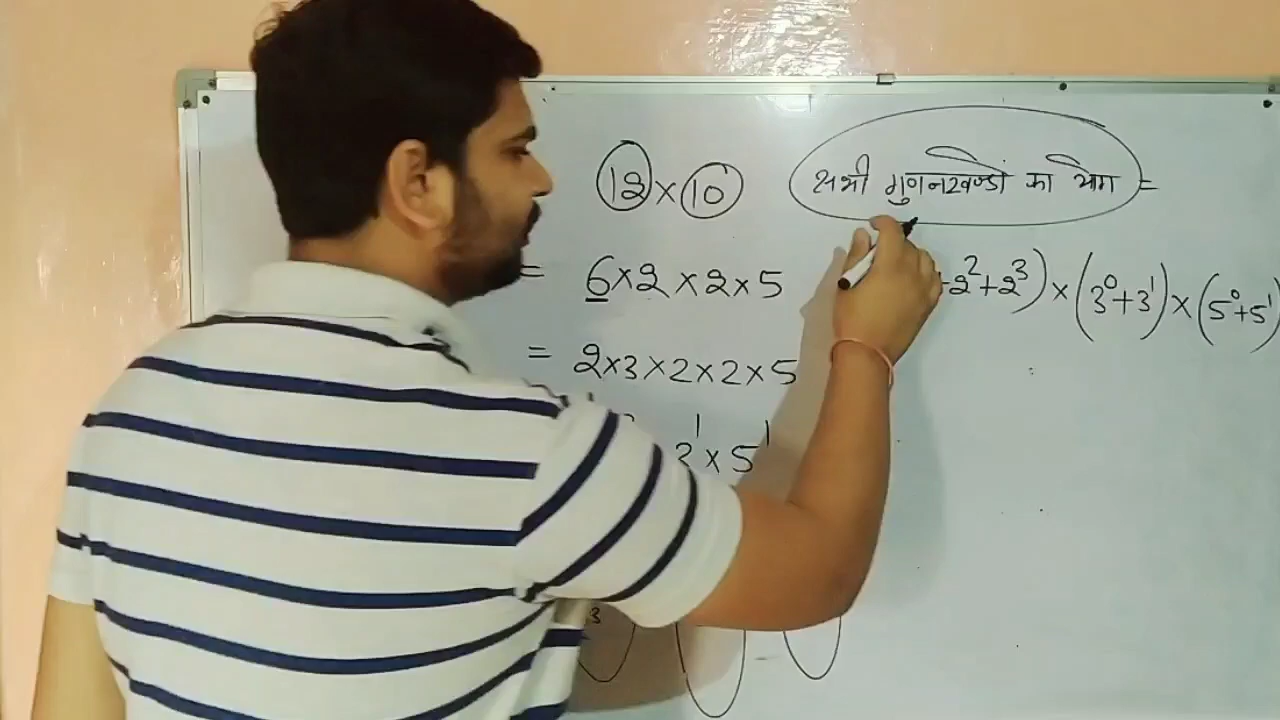 12 × 10
सभी गुणनखण्डों का योग =
= 6×2×2×5
+2²+2³)×(3⁰+3¹)×(5⁰+5¹)
= 2×3×2×2×5
3¹×5¹
3